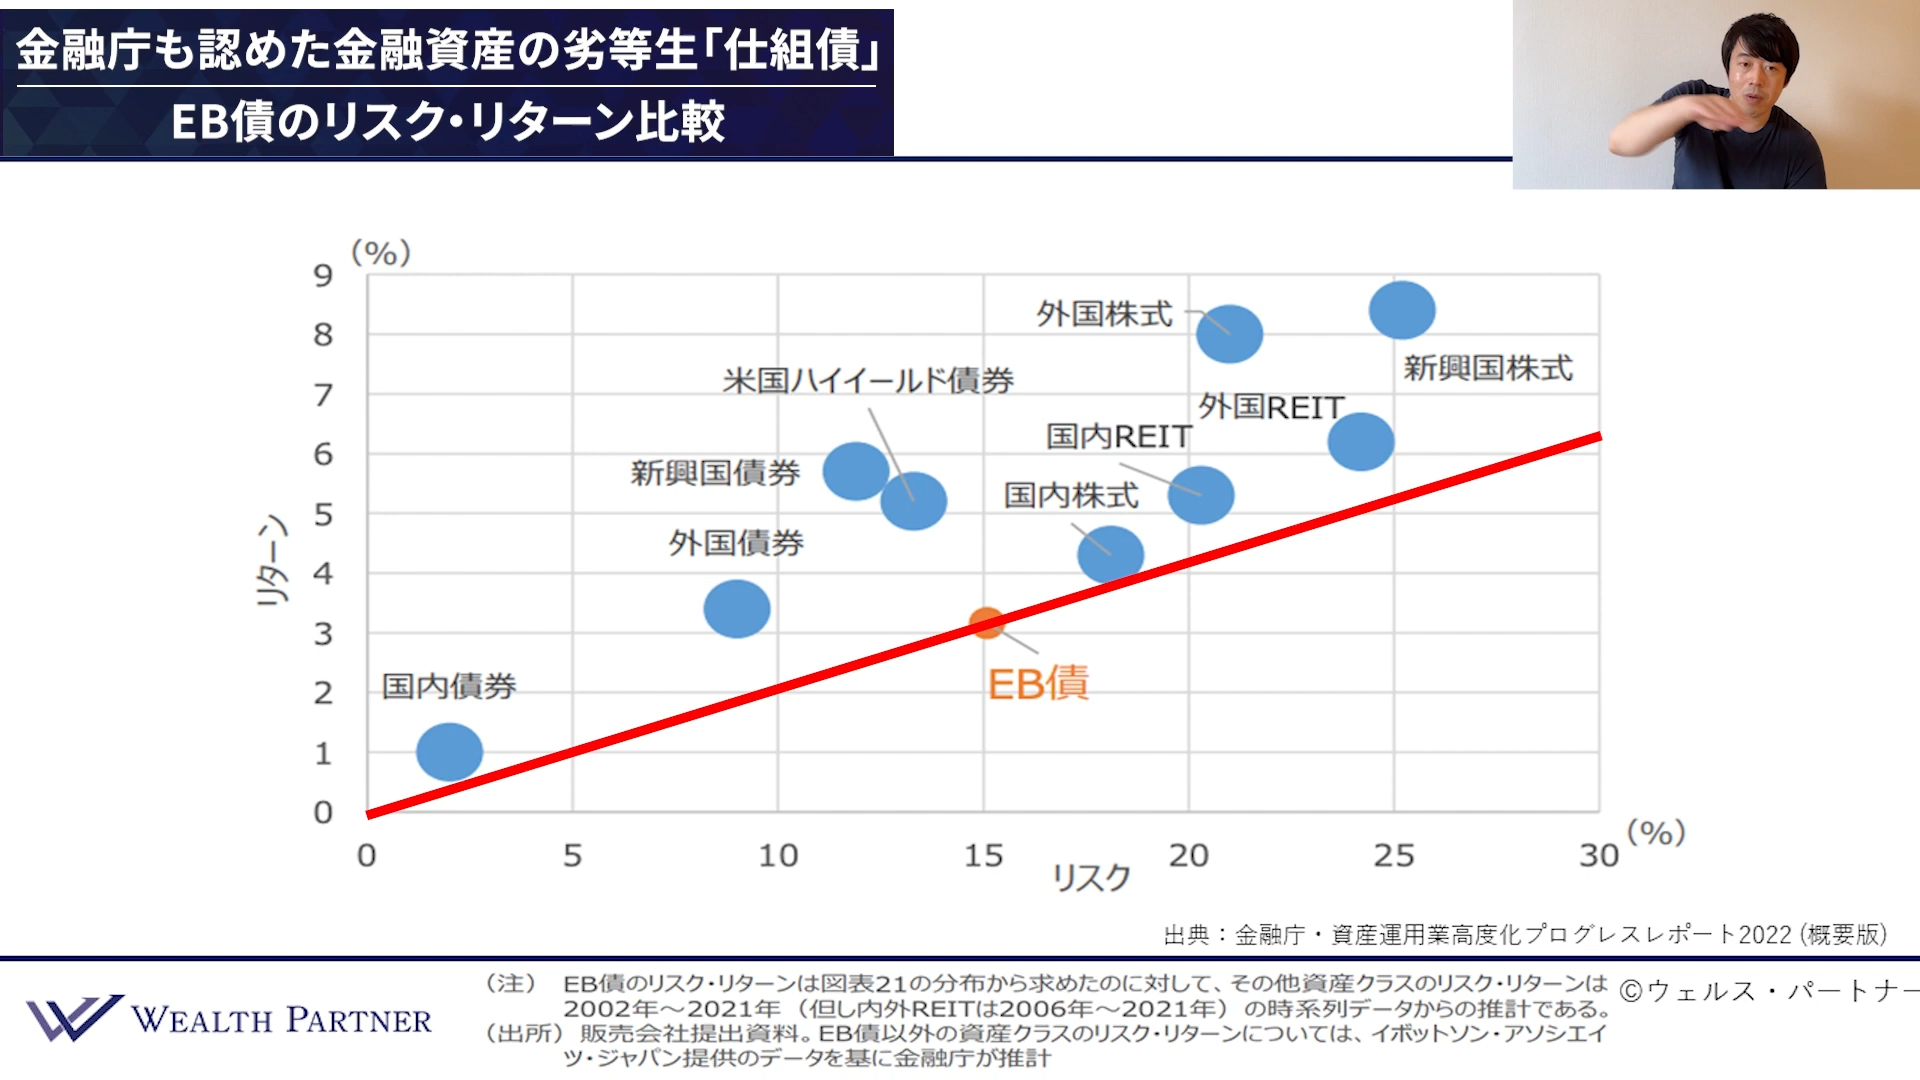 金融庁も認めた金融資産の劣等生「仕組債」
EB債のリスク・リターン比較
(%)
9
8
7
6
5
4
3
2
1
0
リターン
外国株式
新興国株式
米国ハイイールド債券
外国REIT
国内REIT
新興国債券
国内株式
外国債券
EB債
国内債券
0 5 10 15 20 25 30
(%)
リスク
出典：金融庁・資産運用業高度化プログレスレポート2022 (概要版)
（注） EB債のリスク・リターンは図表21の分布から求めたのに対して、その他資産クラスのリスク・リターンは
2002年～2021年（但し内外REITは2006年～2021年）の時系列データからの推計である。
（出所）販売会社提出資料。EB債以外の資産クラスのリスク・リターンについては、イボットソン・アソシエイ
ツ・ジャパン提供のデータを基に金融庁が推計
©ウェルス・パートナー
WEALTH PARTNER